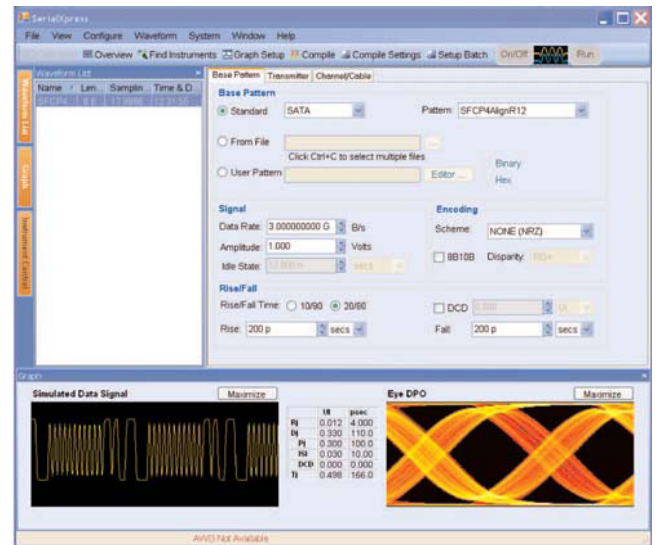 SerialXpress
File View Configure Waveform System Window Help
Overview Find Instruments Graph Setup Compile Compile Settings Setup Batch On/Off Run
Waveform List
Name Len... Samplin... Time & D...
SFCP4...
Waveform List
Graph
Instrument Control
Base Pattern Transmitter Channel/Cable
Base Pattern
Standard SATA Pattern: SFCP4AlignR12
From File ...
Click Ctrl+C to select multiple files
User Pattern Editor ... Binary
Hex
Signal Encoding
Data Rate: 3.000000000 G B/s Scheme: NONE (NRZ)
Amplitude: 1.000 Volts 8B10B Disparity: RD+
Idle State: secs
Rise/Fall
Rise/Fall Time: 10/90 20/80 DCD UI
Rise: 200 p secs Fall: 200 p secs
Graph
Simulated Data Signal Maximize Eye DPO Maximize
UI psec
Rj 0.012 4.000
Dj 0.330 110.0
Pj 0.300 100.0
ISI 0.030 10.00
DCD 0.000 0.000
Tj 0.498 166.0
AWG Not Available